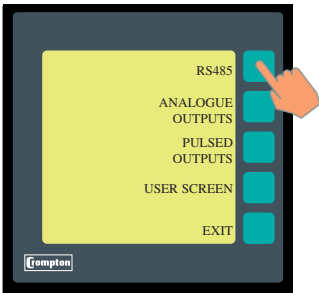 RS485
ANALOGUE
OUTPUTS
PULSED
OUTPUTS
USER SCREEN
EXIT
Crompton